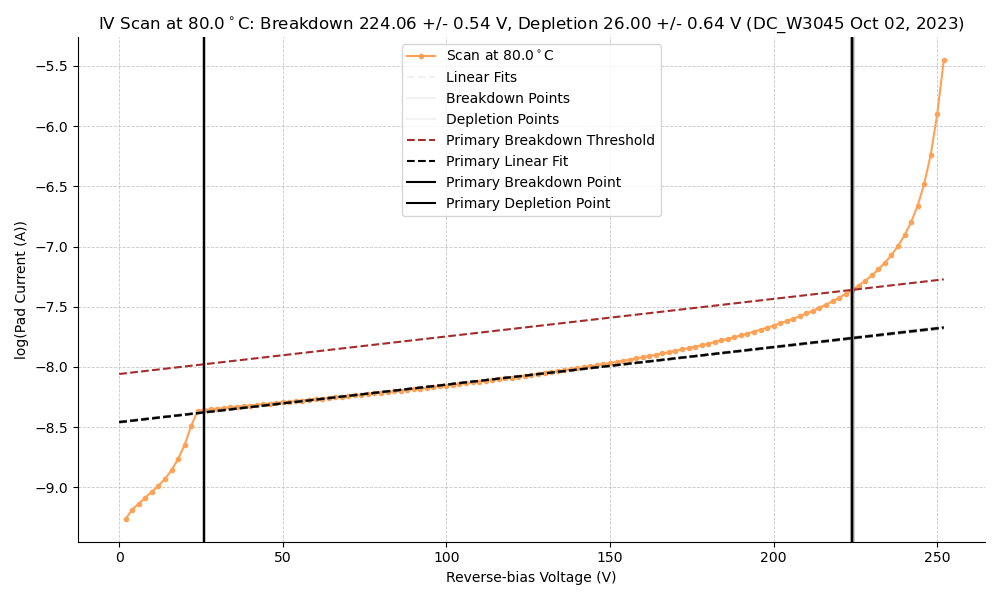 IV Scan at 80.0°C: Breakdown 224.06 +/- 0.54 V, Depletion 26.00 +/- 0.64 V (DC_W3045 Oct 02, 2023)
Scan at 80.0°C
Linear Fits
Breakdown Points
Depletion Points
Primary Breakdown Threshold
Primary Linear Fit
Primary Breakdown Point
Primary Depletion Point
log(Pad Current (A))
−5.5
−6.0
−6.5
−7.0
−7.5
−8.0
−8.5
−9.0
0
50
100
150
200
250
Reverse-bias Voltage (V)